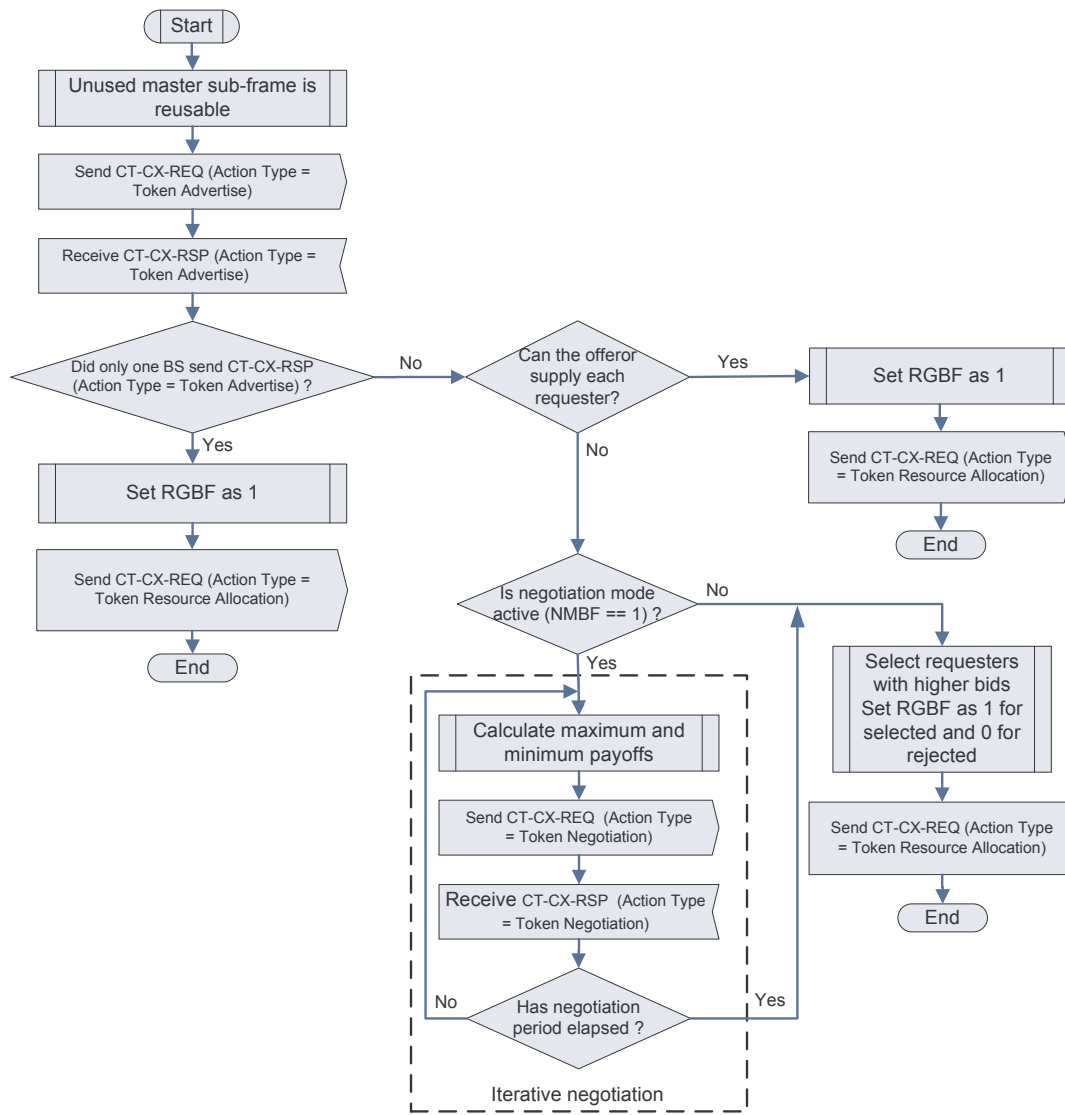 Start
Unused master sub-frame is
reusable
Send CT-CX-REQ (Action Type =
Token Advertise)
Receive CT-CX-RSP (Action Type =
Token Advertise)
Did only one BS send CT-CX-RSP
(Action Type = Token Advertise) ?
No
Yes
Set RGBF as 1
Send CT-CX-REQ (Action Type =
Token Resource Allocation)
End
Can the offeror
supply each
requester?
Yes
No
Set RGBF as 1
Send CT-CX-REQ (Action Type
= Token Resource Allocation)
End
Is negotiation mode
active (NMBF == 1) ?
No
Yes
Calculate maximum and
minimum payoffs
Send CT-CX-REQ (Action Type
= Token Negotiation)
Receive CT-CX-RSP (Action Type
= Token Negotiation)
Has negotiation
period elapsed ?
No
Yes
Iterative negotiation
Select requesters
with higher bids
Set RGBF as 1 for
selected and 0 for
rejected
Send CT-CX-REQ (Action Type
= Token Resource Allocation)
End